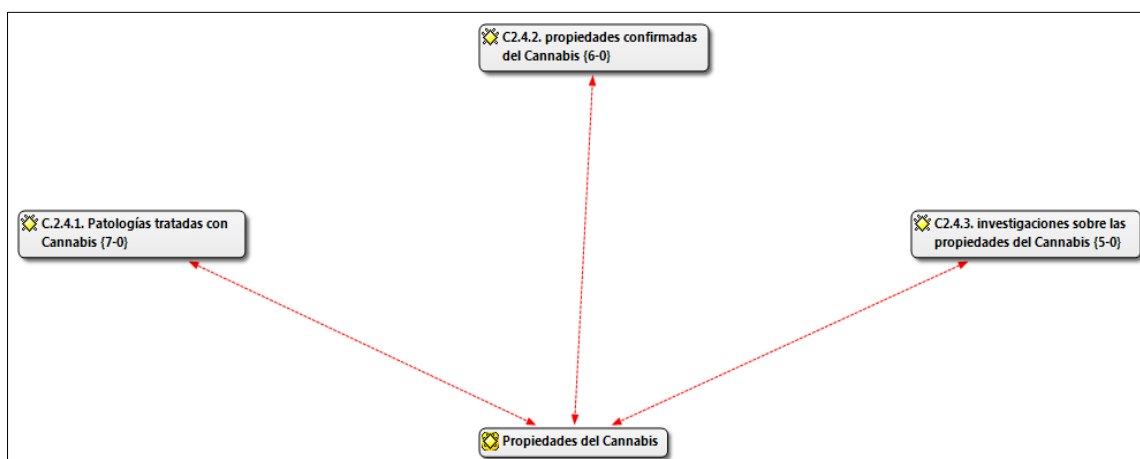 C2.4.2. propiedades confirmadas
del Cannabis {6-0}
C.2.4.1. Patologías tratadas con
Cannabis {7-0}
C2.4.3. investigaciones sobre las
propiedades del Cannabis {5-0}
Propiedades del Cannabis